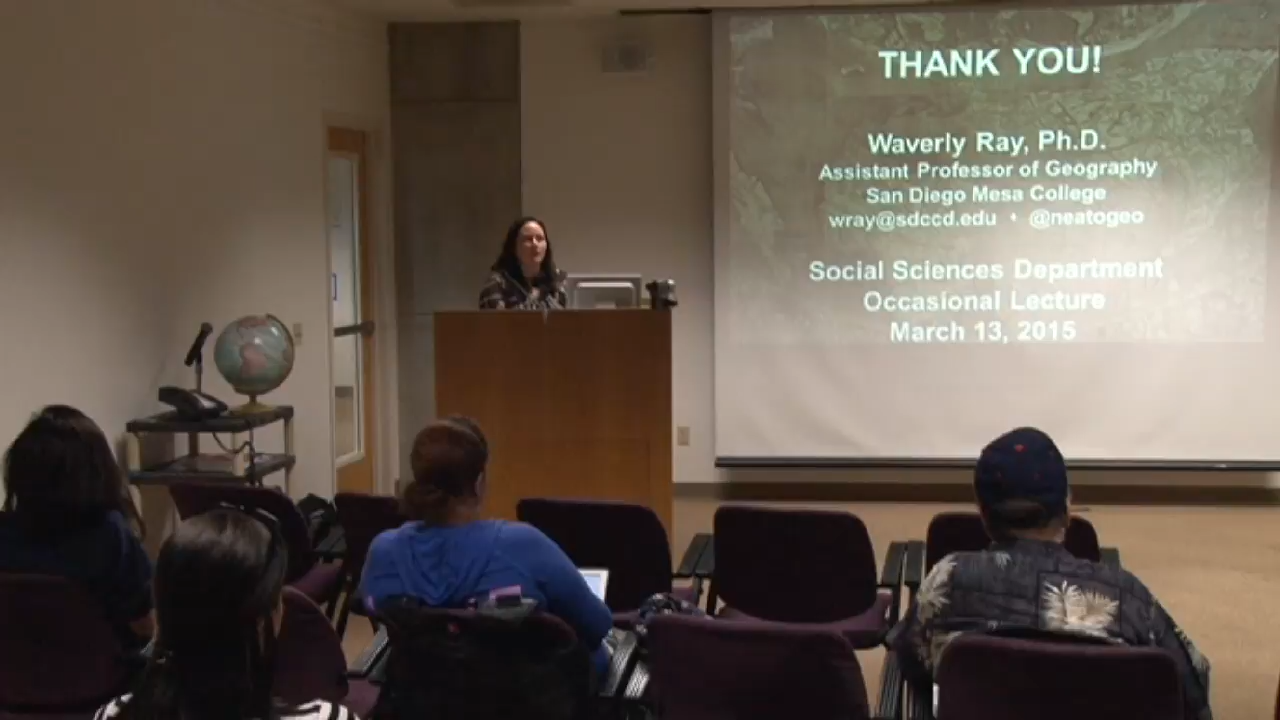 THANK YOU!
Waverly Ray, Ph.D.
Assistant Professor of Geography
San Diego Mesa College
wray@sdccd.edu • @neatogeo
Social Sciences Department
Occasional Lecture
March 13, 2015